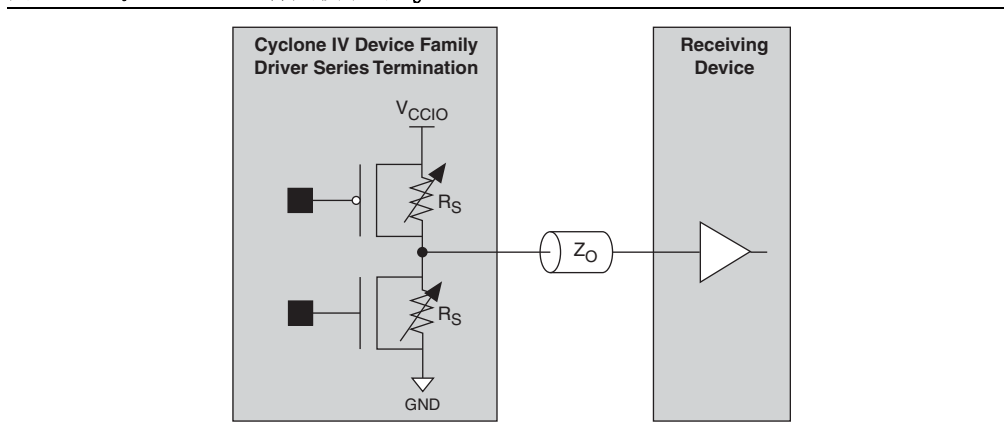 Cyclone IV Device Family
Driver Series Termination
Receiving
Device
VCCIO
RS
ZO
RS
GND